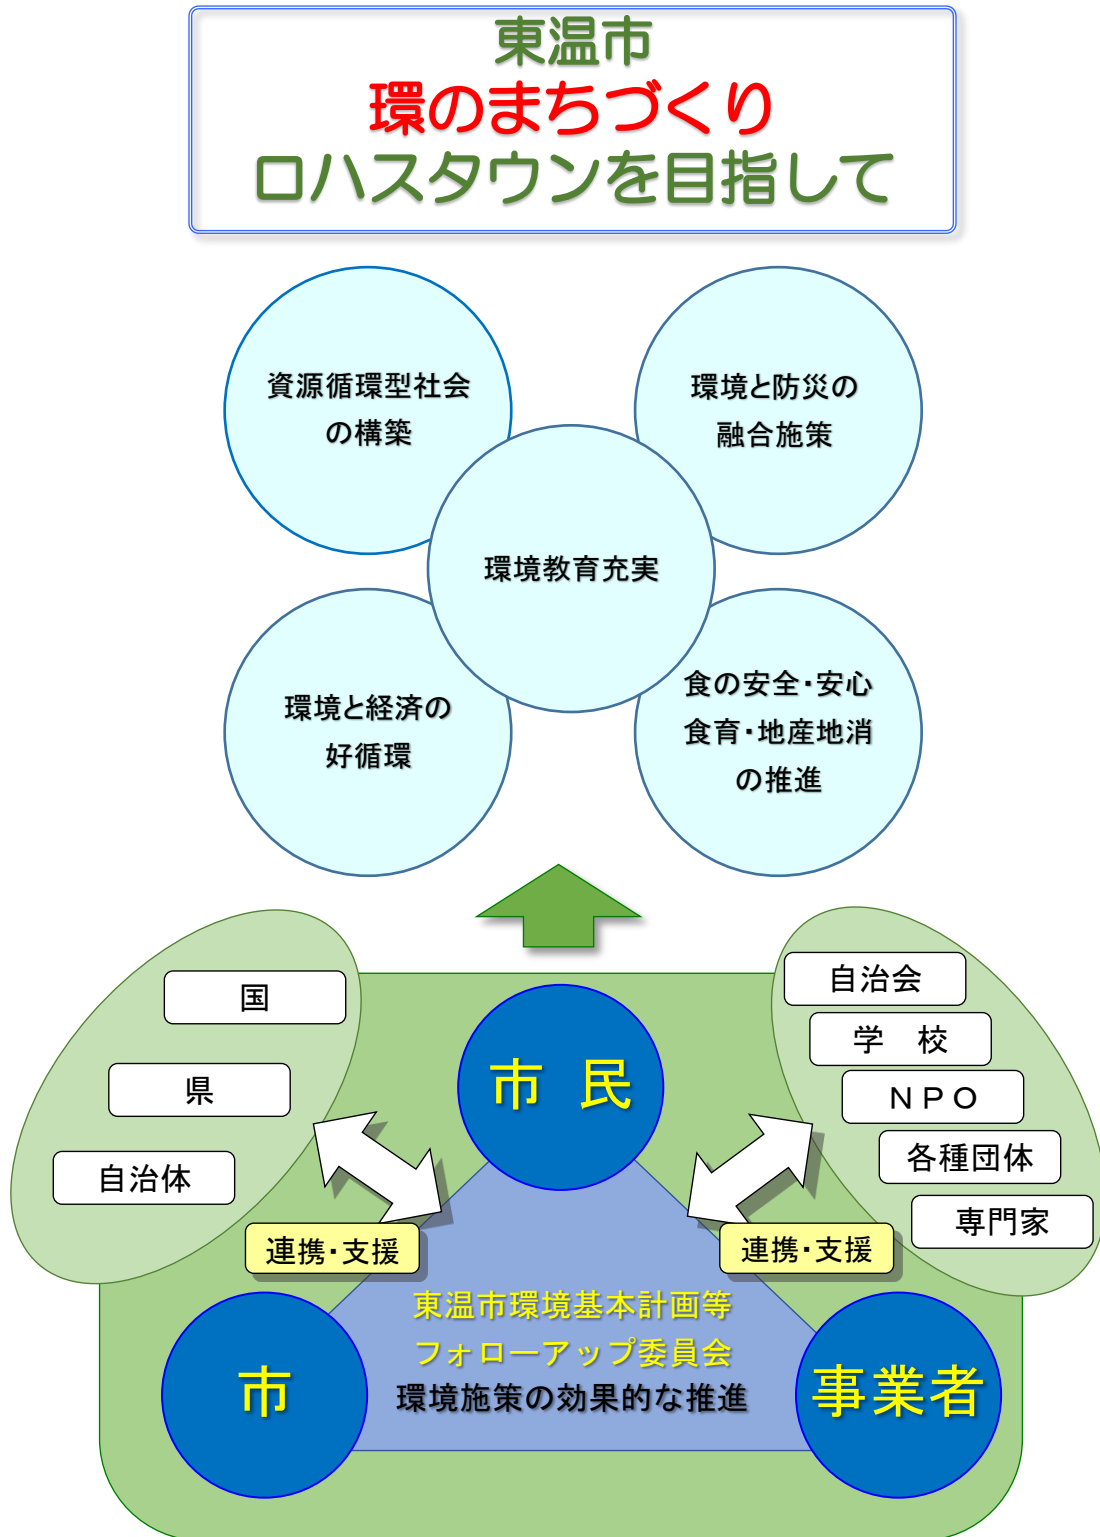 東温市
環のまちづくり
ロハスタウンを目指して
資源循環型社会
の構築
環境と防災の
融合施策
環境教育充実
環境と経済の
好循環
食の安全・安心
食育・地産地消
の推進
国
県
自治体
自治会
学　校
ＮＰＯ
各種団体
専門家
市 民
連携・支援
連携・支援
東温市環境基本計画等
フォローアップ委員会
環境施策の効果的な推進
市
事業者